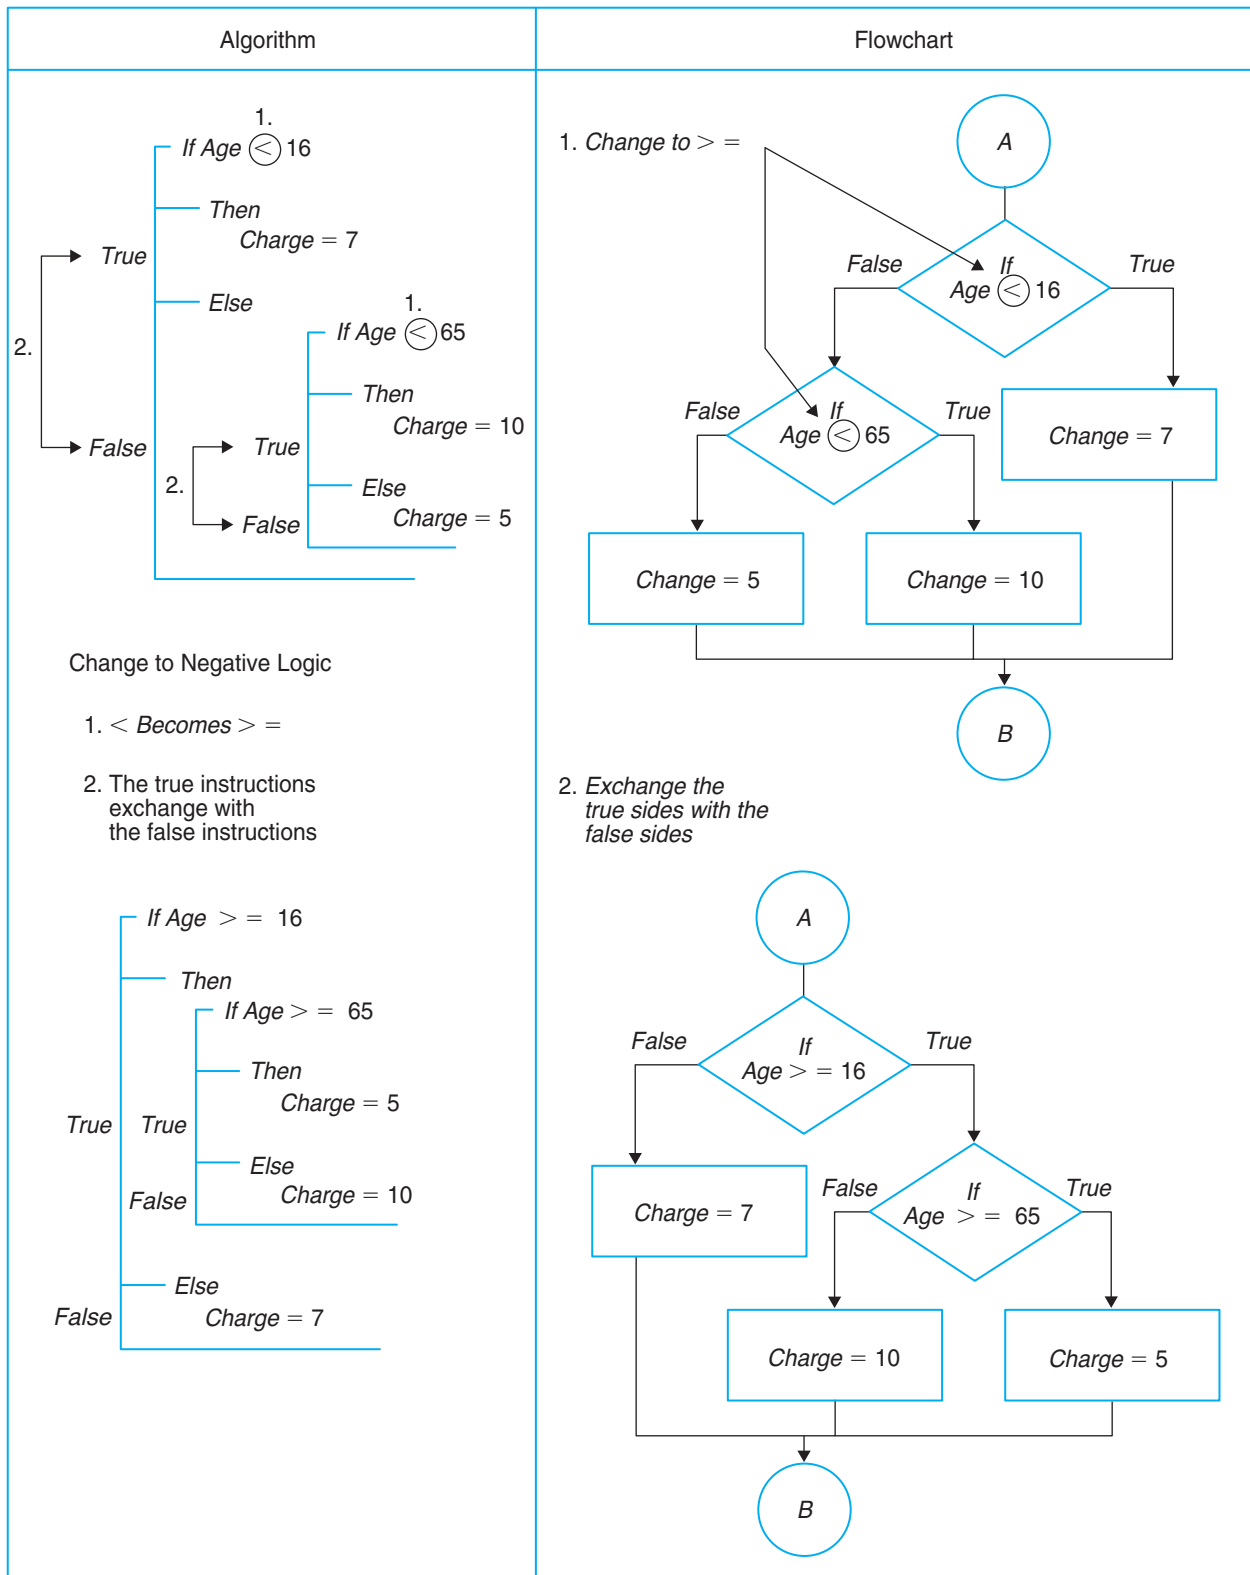 Algorithm
Flowchart
1.
If Age < 16
Then
Charge = 7
True
Else
1.
If Age < 65
2.
Then
Charge = 10
False
True
2.
Else
Charge = 5
False
Change to Negative Logic
1. < Becomes > =
2. The true instructions
exchange with
the false instructions
If Age > = 16
Then
If Age > = 65
Then
Charge = 5
True
True
Else
Charge = 10
False
Else
Charge = 7
False
1. Change to > =
A
False
If
Age < 16
True
False
If
Age < 65
True
Change = 7
Change = 5
Change = 10
B
2. Exchange the
true sides with the
false sides
A
False
If
Age > = 16
True
Charge = 7
False
If
Age > = 65
True
Charge = 10
Charge = 5
B